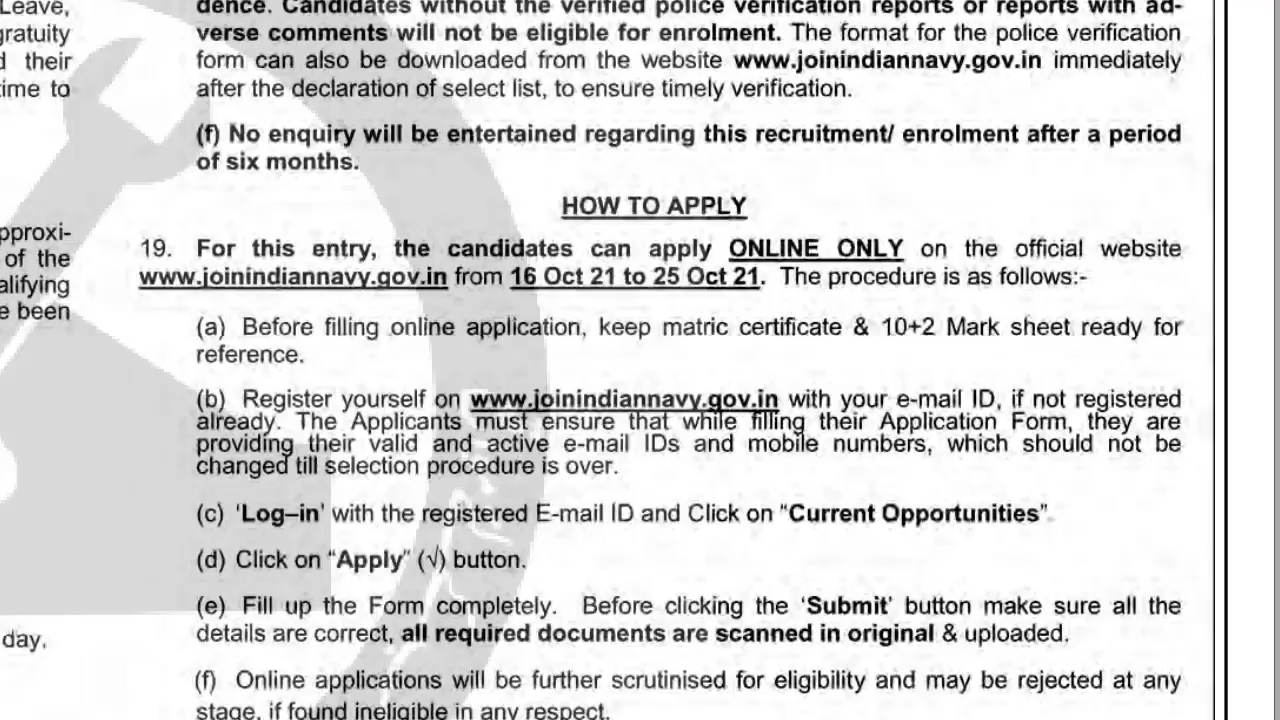 Leave,
gratuity
d their
time to
pproxi-
of the
alifying
e been
day,
dence. Candidates without the verified police verification reports or reports with ad-
verse comments will not be eligible for enrolment. The format for the police verification
form can also be downloaded from the website www.joinindiannavy.gov.in immediately
after the declaration of select list, to ensure timely verification.
(f) No enquiry will be entertained regarding this recruitment/ enrolment after a period
of six months.
HOW TO APPLY
19. For this entry, the candidates can apply ONLINE ONLY on the official website
www.joinindiannavy.gov.in from 16 Oct 21 to 25 Oct 21. The procedure is as follows:-
(a) Before filling online application, keep matric certificate & 10+2 Mark sheet ready for
reference.
(b) Register yourself on www.joinindiannavy.gov.in with your e-mail ID, if not registered
already. The Applicants must ensure that while filling their Application Form, they are
providing their valid and active e-mail IDs and mobile numbers, which should not be
changed till selection procedure is over.
(c) 'Log–in' with the registered E-mail ID and Click on "Current Opportunities".
(d) Click on "Apply" (√) button.
(e) Fill up the Form completely. Before clicking the 'Submit' button make sure all the
details are correct, all required documents are scanned in original & uploaded.
(f) Online applications will be further scrutinised for eligibility and may be rejected at any
stage, if found ineligible in any respect.